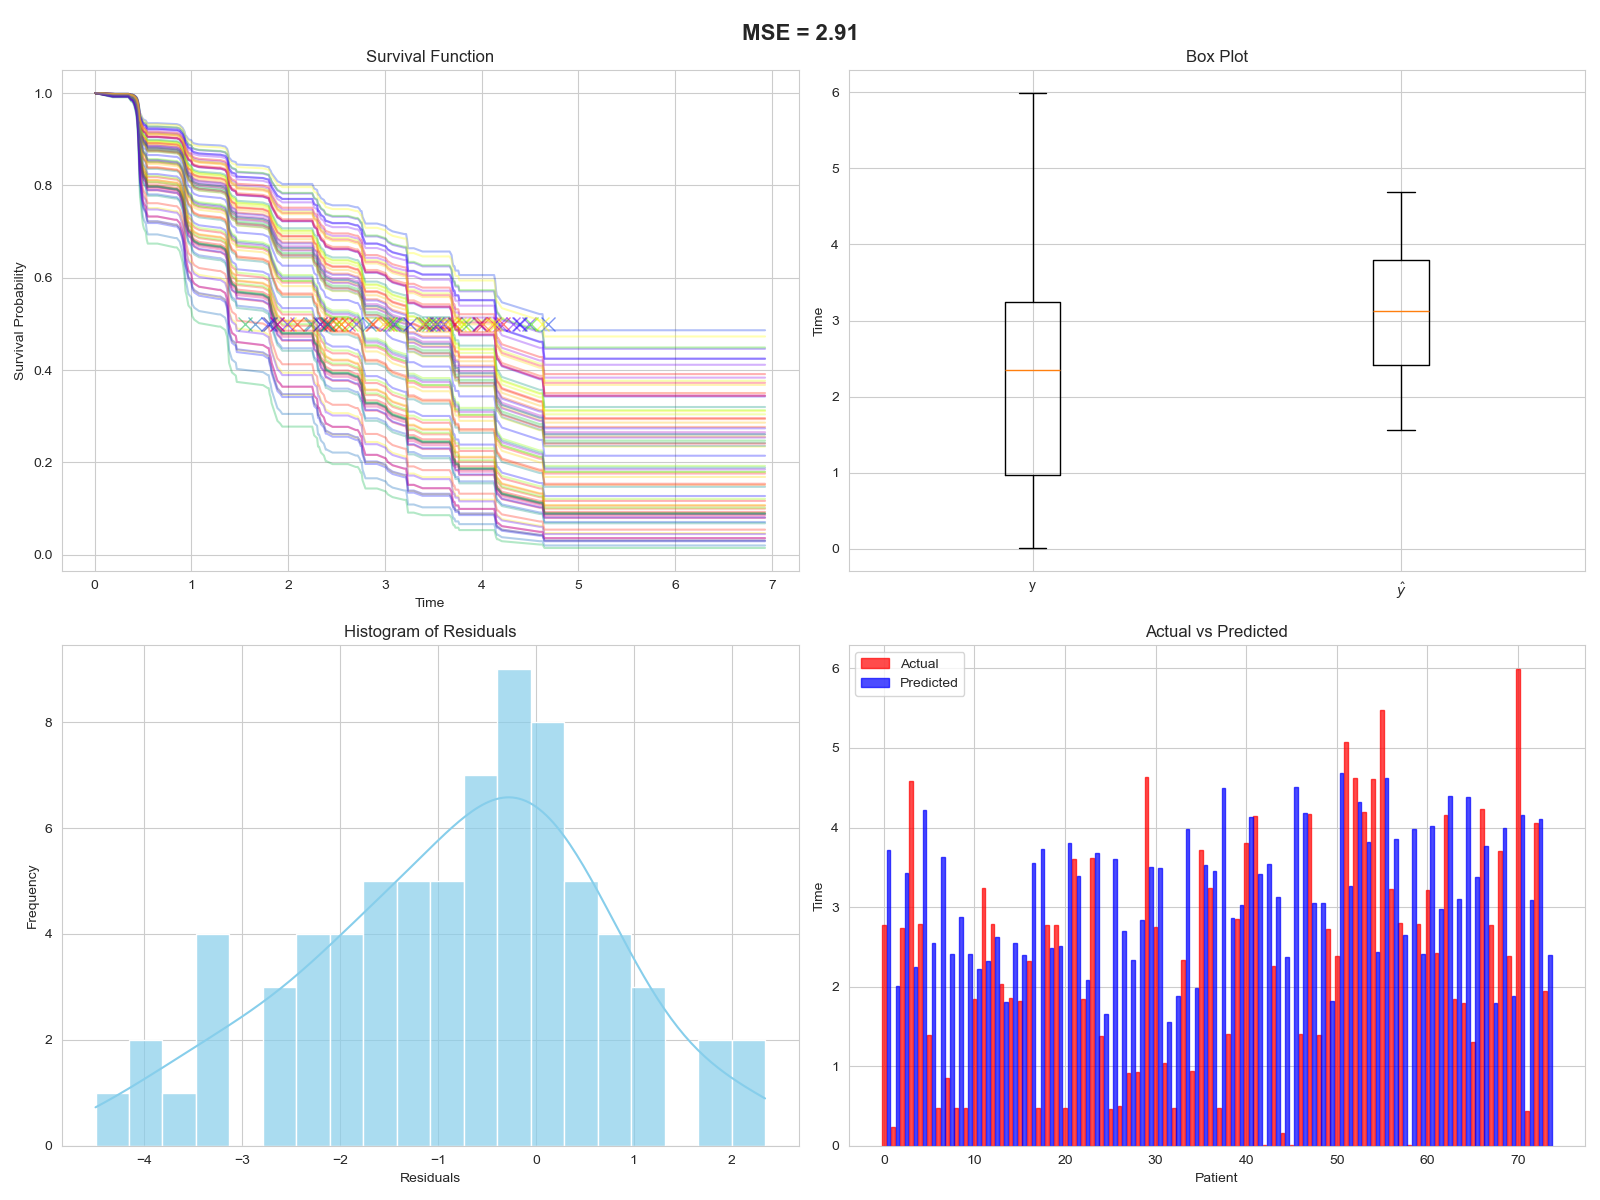 MSE = 2.91
Survival Function
Survival Probability
1.0
0.8
0.6
0.4
0.2
0.0
0 1 2 3 4 5 6 7
Time
Box Plot
Time
6
5
4
3
2
1
0
y ŷ
Histogram of Residuals
Frequency
8
6
4
2
0
−4 −3 −2 −1 0 1 2
Residuals
Actual vs Predicted
Actual
Predicted
Time
6
5
4
3
2
1
0
0 10 20 30 40 50 60 70
Patient